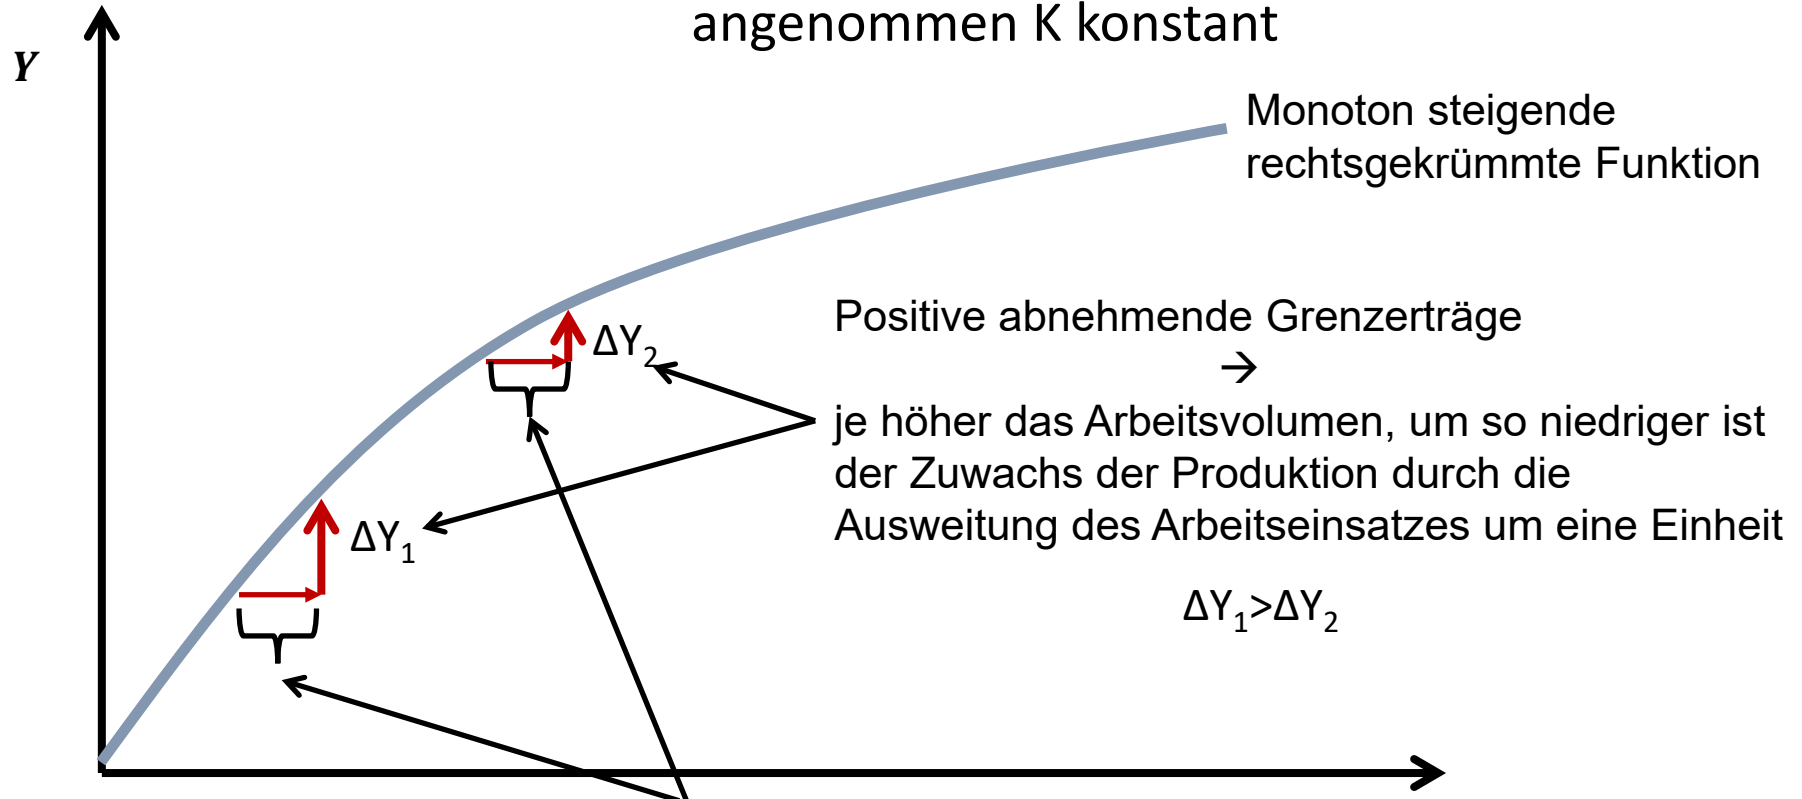 angenommen K konstant
Y
Monoton steigende
rechtsgekrümmte Funktion
Positive abnehmende Grenzerträge
→
ΔY₂
je höher das Arbeitsvolumen, um so niedriger ist
der Zuwachs der Produktion durch die
Ausweitung des Arbeitseinsatzes um eine Einheit
ΔY₁
ΔY₁>ΔY₂